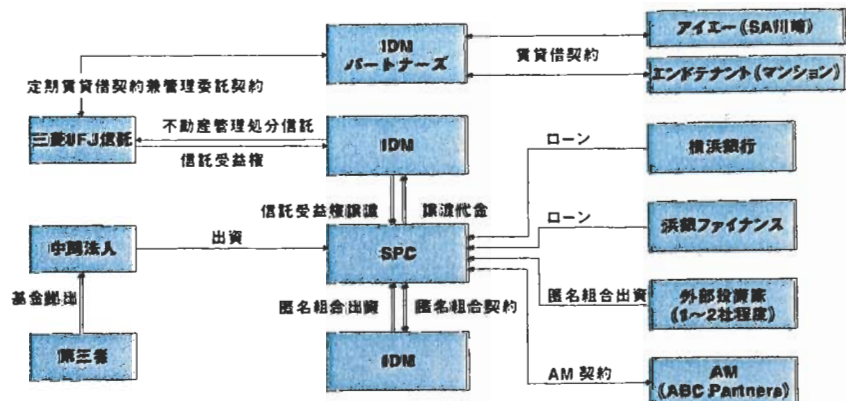 IDM
パートナーズ
アイエー(SA川崎)
賃貸借契約
エンドテナント(マンション)
定期賃貸借契約兼管理委託契約
三菱UFJ信託
不動産管理処分信託
信託受益権
IDM
ローン
横浜銀行
信託受益権譲渡
譲渡代金
ローン
浜銀ファイナンス
中間法人
出資
SPC
基金拠出
匿名組合出資
匿名組合契約
匿名組合出資
外部投資家
(1~2社程度)
第三者
IDM
AM 契約
AM
(ABC Partners)